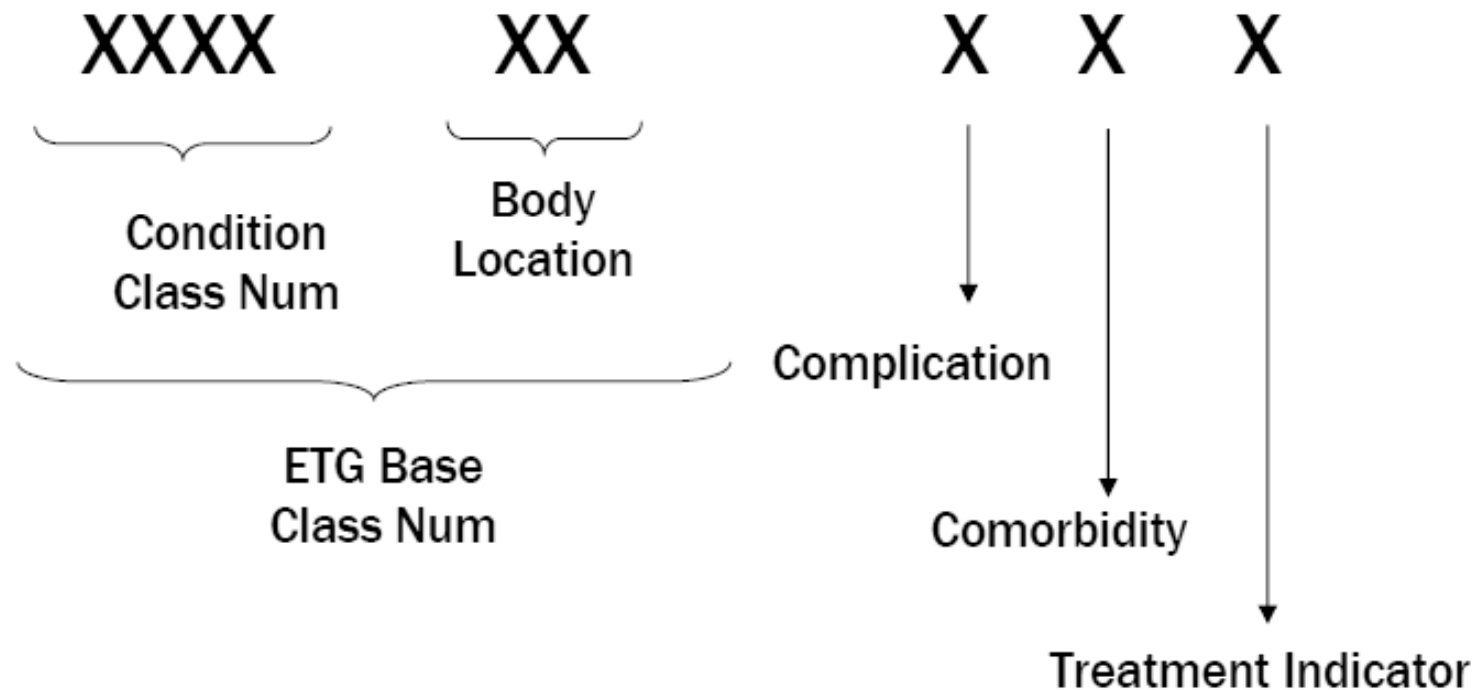 XXXX XX X X X
Condition
Class Num
Body
Location
Complication
ETG Base
Class Num
Comorbidity
Treatment Indicator